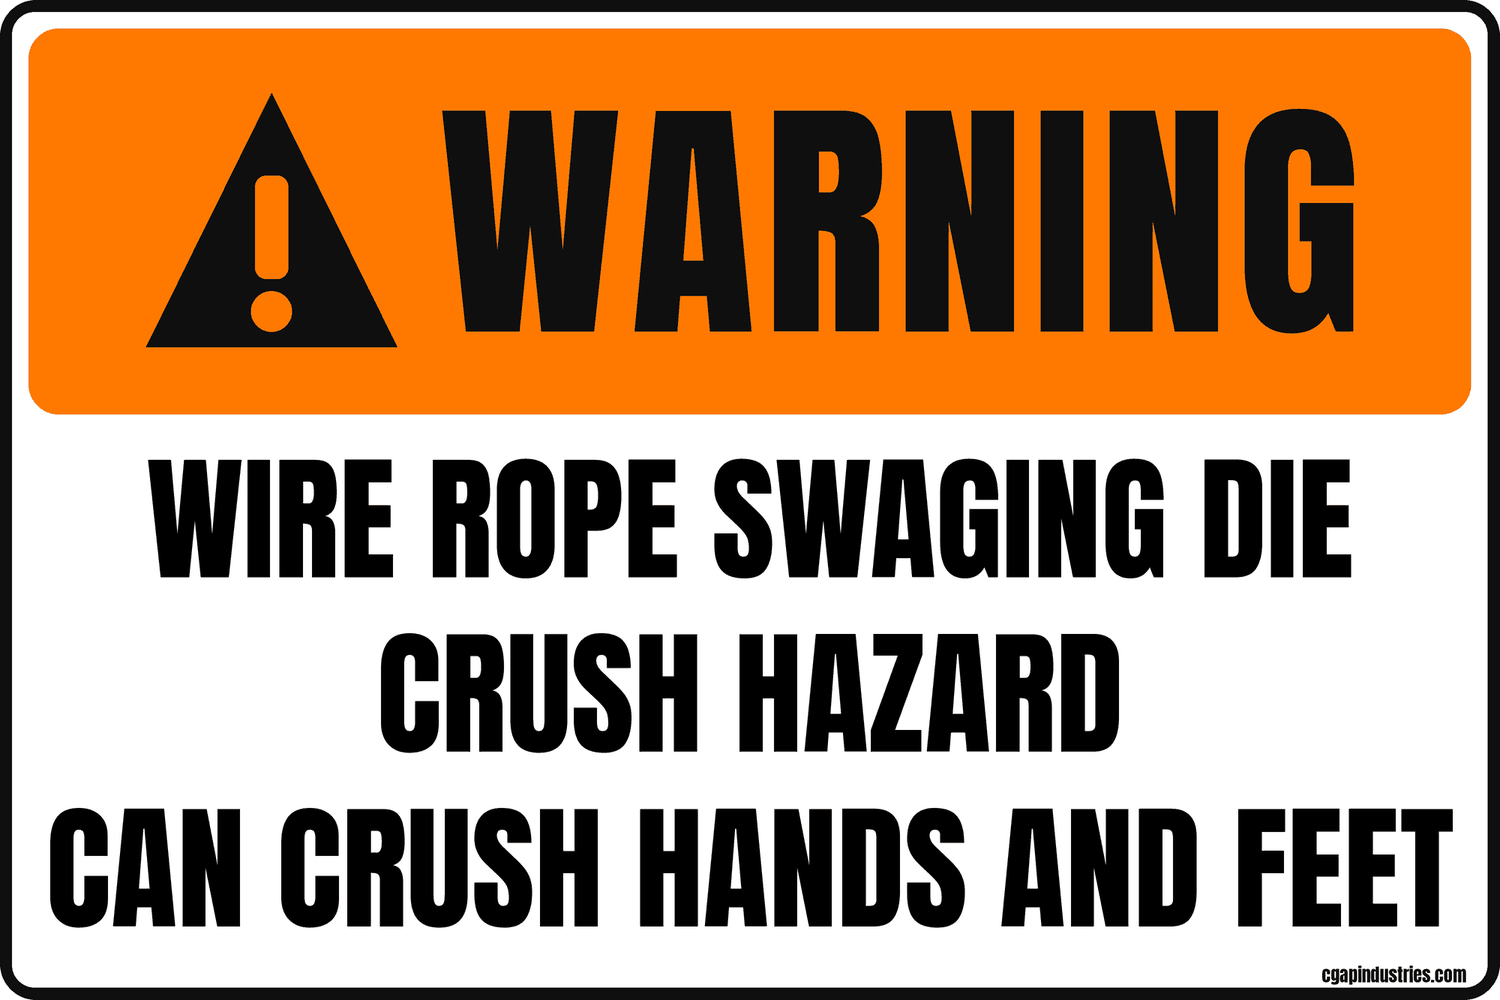 WARNING
WIRE ROPE SWAGING DIE
CRUSH HAZARD
CAN CRUSH HANDS AND FEET
cgapindustries.com